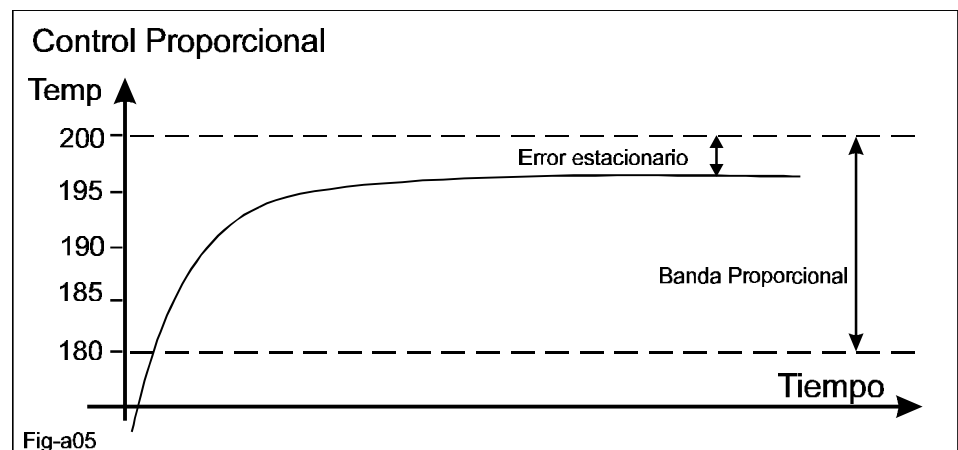 Control Proporcional
Temp
200
Error estacionario
195
190
Banda Proporcional
185
180
Tiempo
Fig-a05